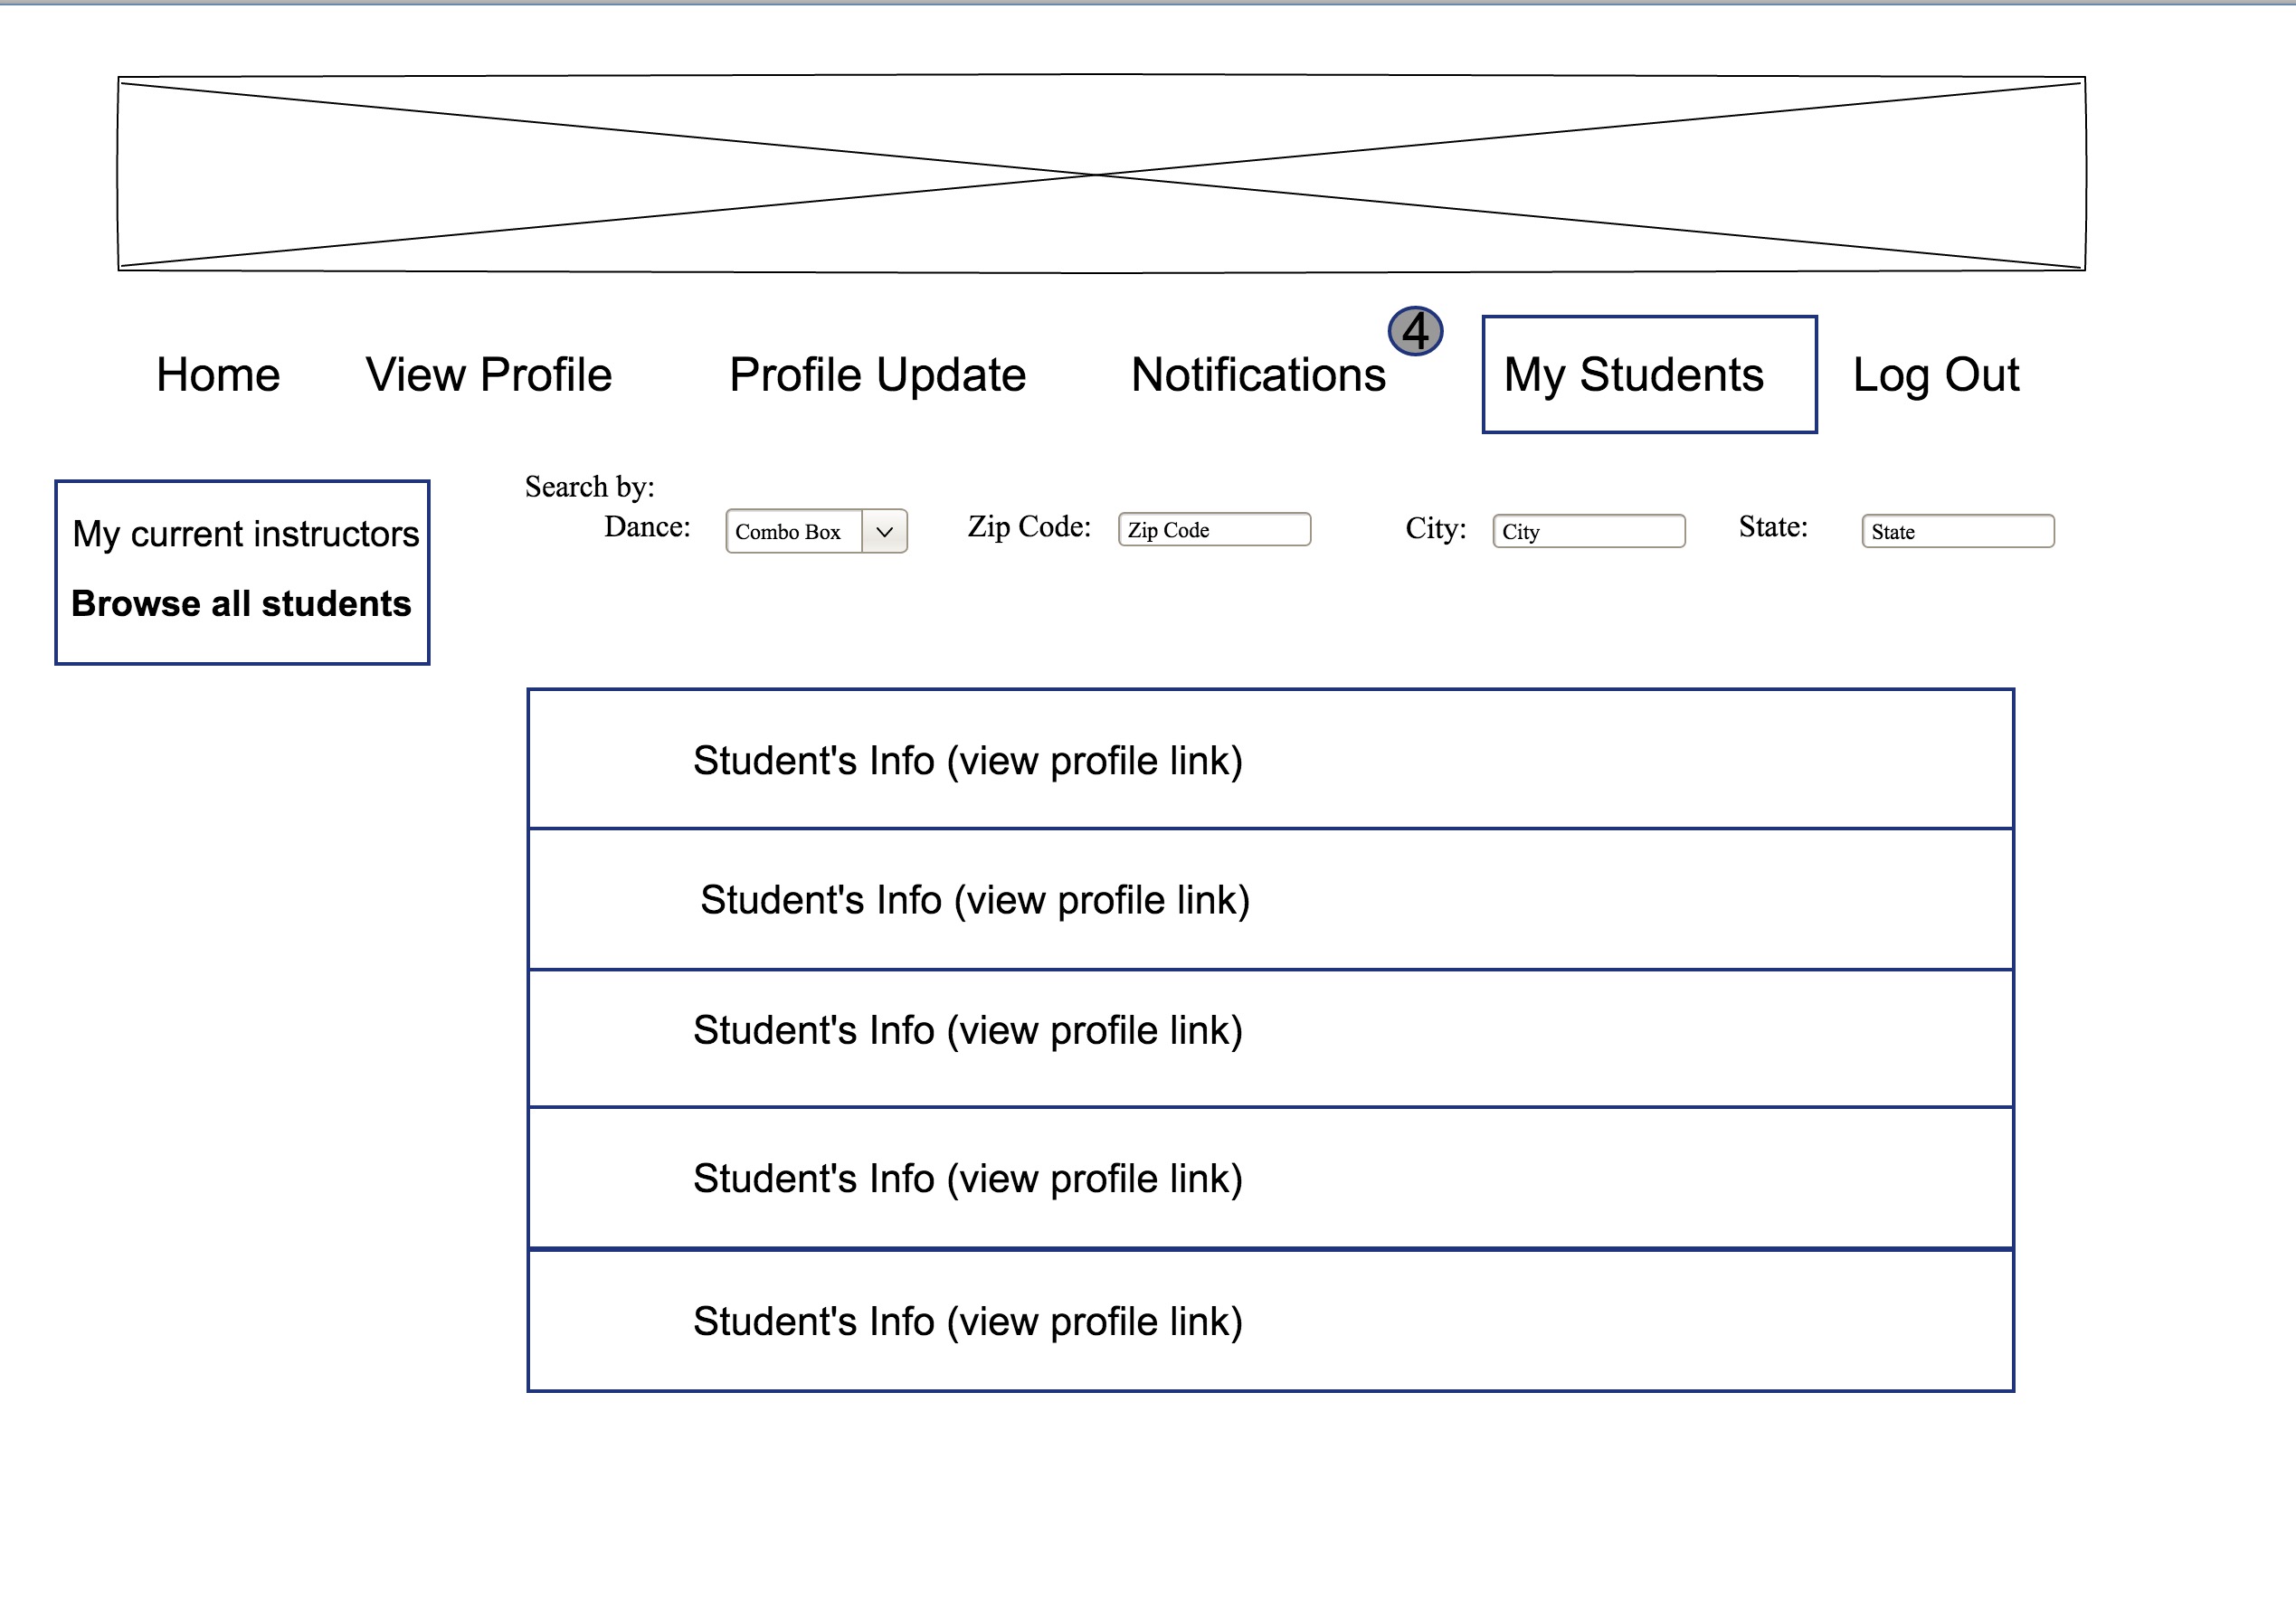 4
Home View Profile Profile Update Notifications My Students Log Out
Search by:
Dance: Combo Box Zip Code: Zip Code City: City State: State
My current instructors
Browse all students
Student's Info (view profile link)
Student's Info (view profile link)
Student's Info (view profile link)
Student's Info (view profile link)
Student's Info (view profile link)